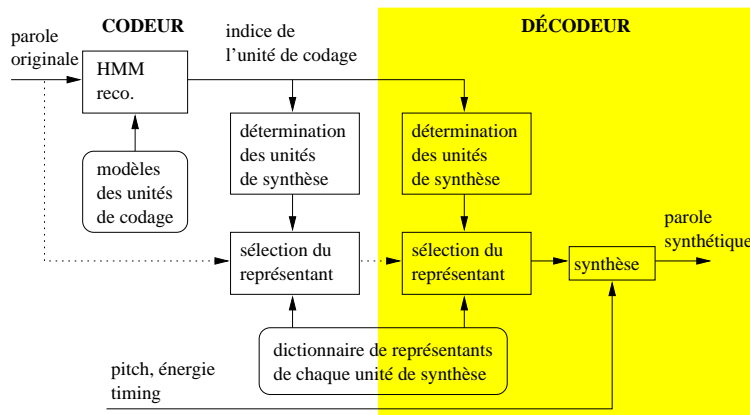 CODEUR
DÉCODEUR
parole
originale
indice de
l'unité de codage
HMM
reco.
détermination
des unités
de synthèse
détermination
des unités
de synthèse
modèles
des unités
de codage
parole
synthétique
sélection du
représentant
sélection du
représentant
synthèse
dictionnaire de représentants
de chaque unité de synthèse
pitch, énergie
timing